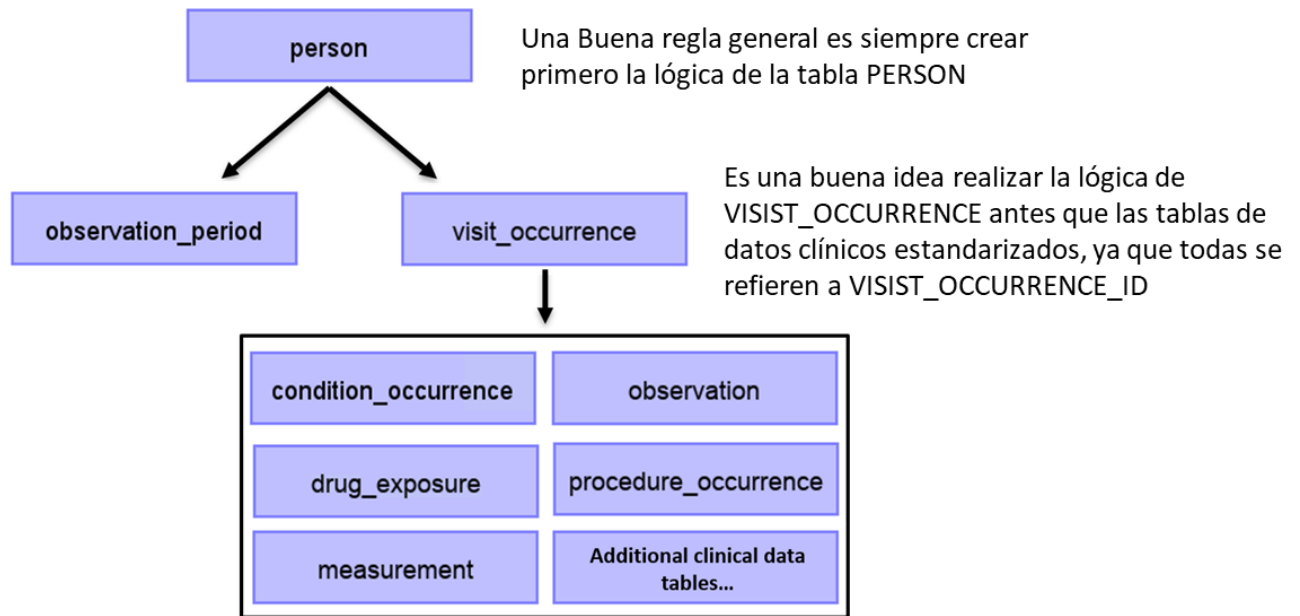 person
Una Buena regla general es siempre crear
primero la lógica de la tabla PERSON
observation_period
visit_occurrence
Es una buena idea realizar la lógica de
VISIST_OCCURRENCE antes que las tablas de
datos clínicos estandarizados, ya que todas se
refieren a VISIST_OCCURRENCE_ID
condition_occurrence
observation
drug_exposure
procedure_occurrence
measurement
Additional clinical data
tables...